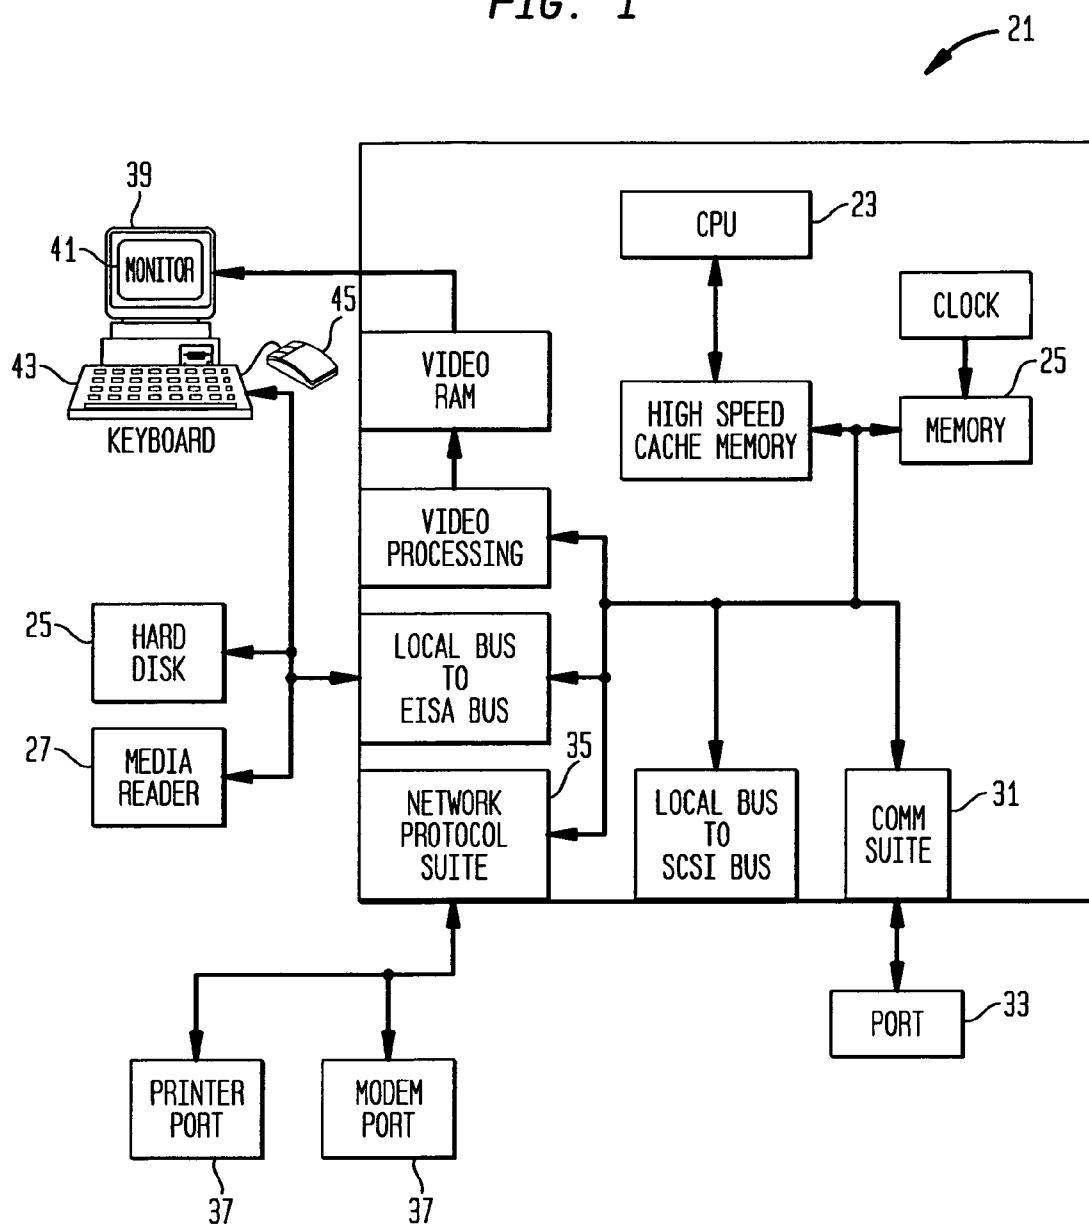 FIG. 1
21
39
41
MONITOR
45
43
KEYBOARD
CPU
23
CLOCK
25
MEMORY
HIGH SPEED
CACHE MEMORY
VIDEO
RAM
VIDEO
PROCESSING
25
HARD
DISK
LOCAL BUS
TO
EISA BUS
27
MEDIA
READER
35
NETWORK
PROTOCOL
SUITE
LOCAL BUS
TO
SCSI BUS
COMM
SUITE
31
PORT
33
PRINTER
PORT
37
MODEM
PORT
37